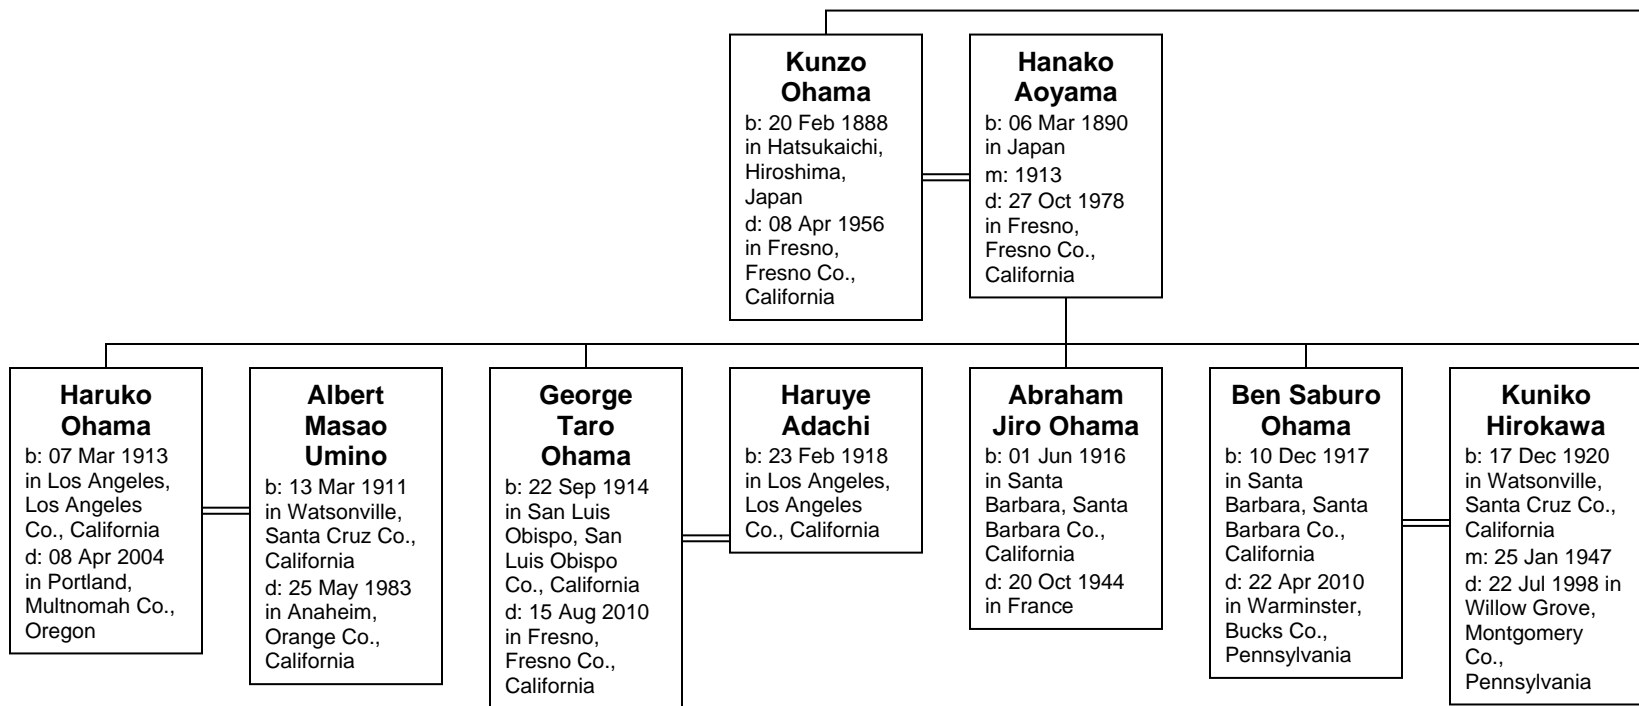 Kunzo
Ohama
b: 20 Feb 1888
in Hatsukaichi,
Hiroshima,
Japan
d: 08 Apr 1956
in Fresno,
Fresno Co.,
California
Hanako
Aoyama
b: 06 Mar 1890
in Japan
m: 1913
d: 27 Oct 1978
in Fresno,
Fresno Co.,
California
Haruko
Ohama
b: 07 Mar 1913
in Los Angeles,
Los Angeles
Co., California
d: 08 Apr 2004
in Portland,
Multnomah Co.,
Oregon
Albert
Masao
Umino
b: 13 Mar 1911
in Watsonville,
Santa Cruz Co.,
California
d: 25 May 1983
in Anaheim,
Orange Co.,
California
George
Taro
Ohama
b: 22 Sep 1914
in San Luis
Obispo, San
Luis Obispo
Co., California
d: 15 Aug 2010
in Fresno,
Fresno Co.,
California
Haruye
Adachi
b: 23 Feb 1918
in Los Angeles,
Los Angeles
Co., California
Abraham
Jiro Ohama
b: 01 Jun 1916
in Santa
Barbara, Santa
Barbara Co.,
California
d: 20 Oct 1944
in France
Ben Saburo
Ohama
b: 10 Dec 1917
in Santa
Barbara, Santa
Barbara Co.,
California
d: 22 Apr 2010
in Warminster,
Bucks Co.,
Pennsylvania
Kuniko
Hirokawa
b: 17 Dec 1920
in Watsonville,
Santa Cruz Co.,
California
m: 25 Jan 1947
d: 22 Jul 1998 in
Willow Grove,
Montgomery
Co.,
Pennsylvania